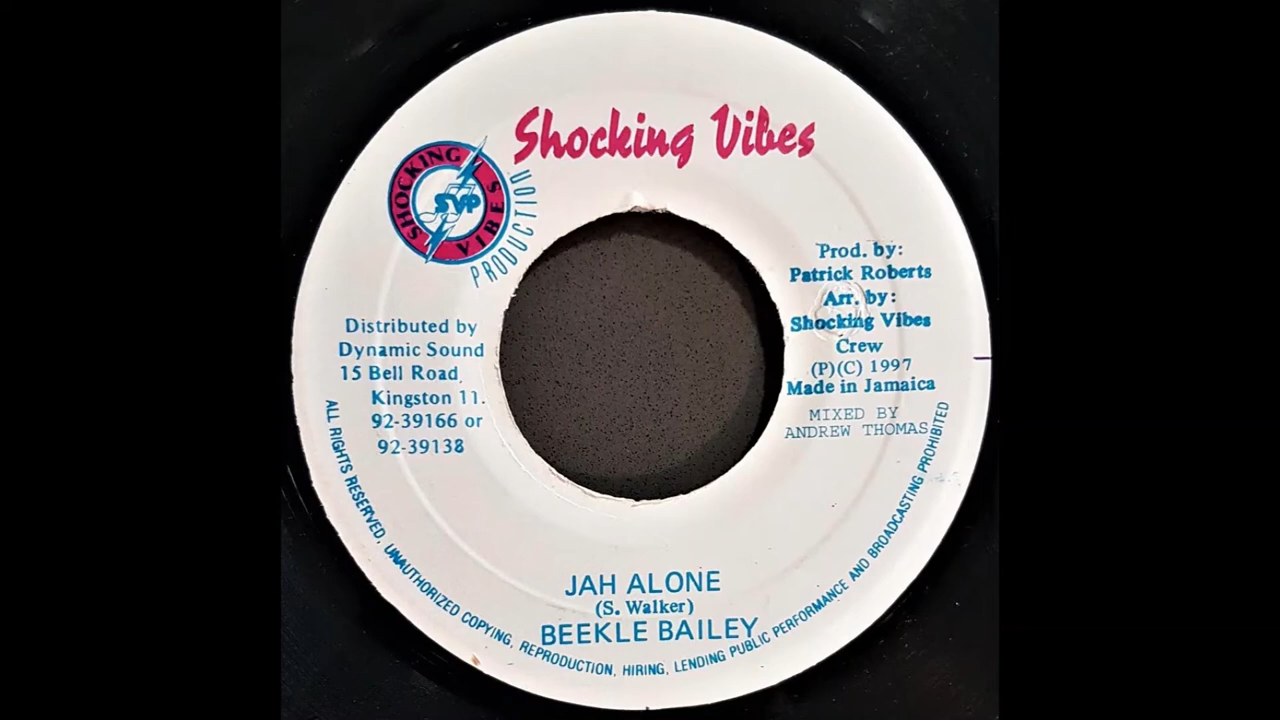 Shocking Vibes
SHOCKING VIBES
SVP
PRODUCTION
Prod. by:
Patrick Roberts
Arr. by:
Shocking Vibes
Crew
(P)(C) 1997
Made in Jamaica
MIXED BY
ANDREW THOMAS
Distributed by
Dynamic Sound
15 Bell Road,
Kingston 11.
92-39166 or
92-39138
JAH ALONE
(S. Walker)
BEEKLE BAILEY
ALL RIGHTS RESERVED, UNAUTHORIZED COPYING, REPRODUCTION, HIRING, LENDING PUBLIC PERFORMANCE AND BROADCASTING PROHIBITED